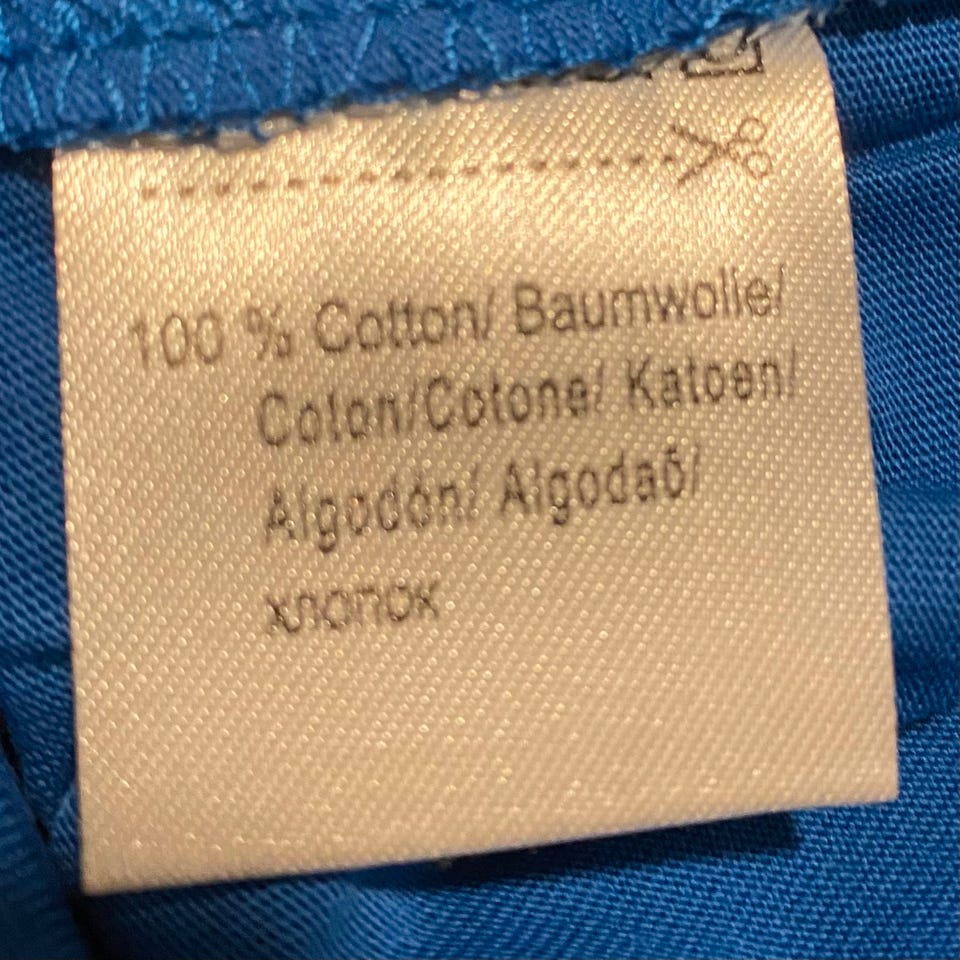 100 % Cotton/ Baumwolle/
Coton/Cotone/ Katoen/
Algodón/ Algodaõ/
хлопок